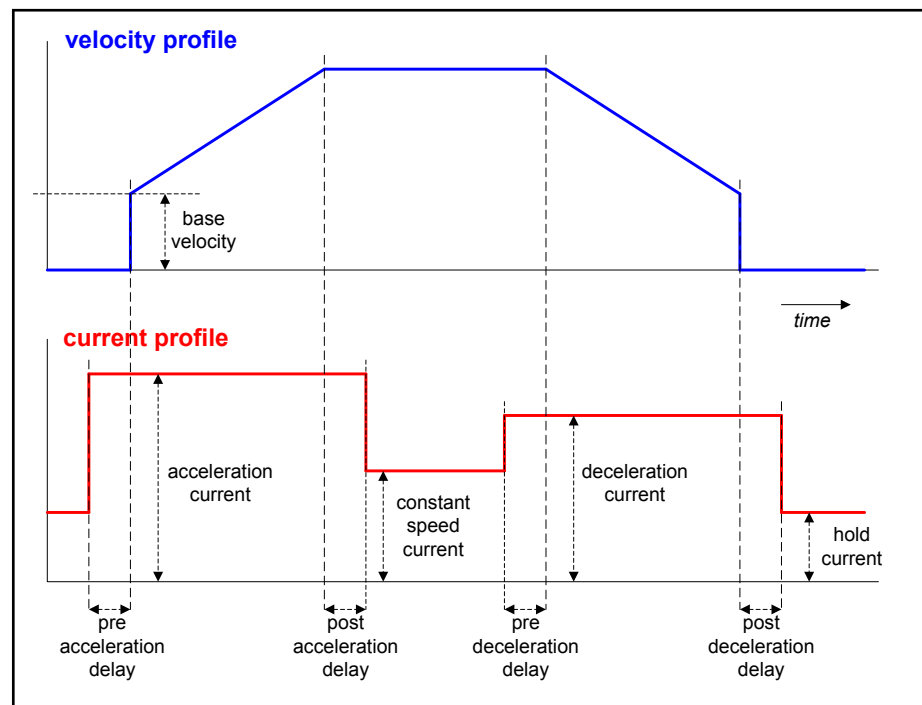 velocity profile
base
velocity
time
current profile
acceleration
current
constant
speed
current
deceleration
current
hold
current
pre
acceleration
delay
post
acceleration
delay
pre
deceleration
delay
post
deceleration
delay